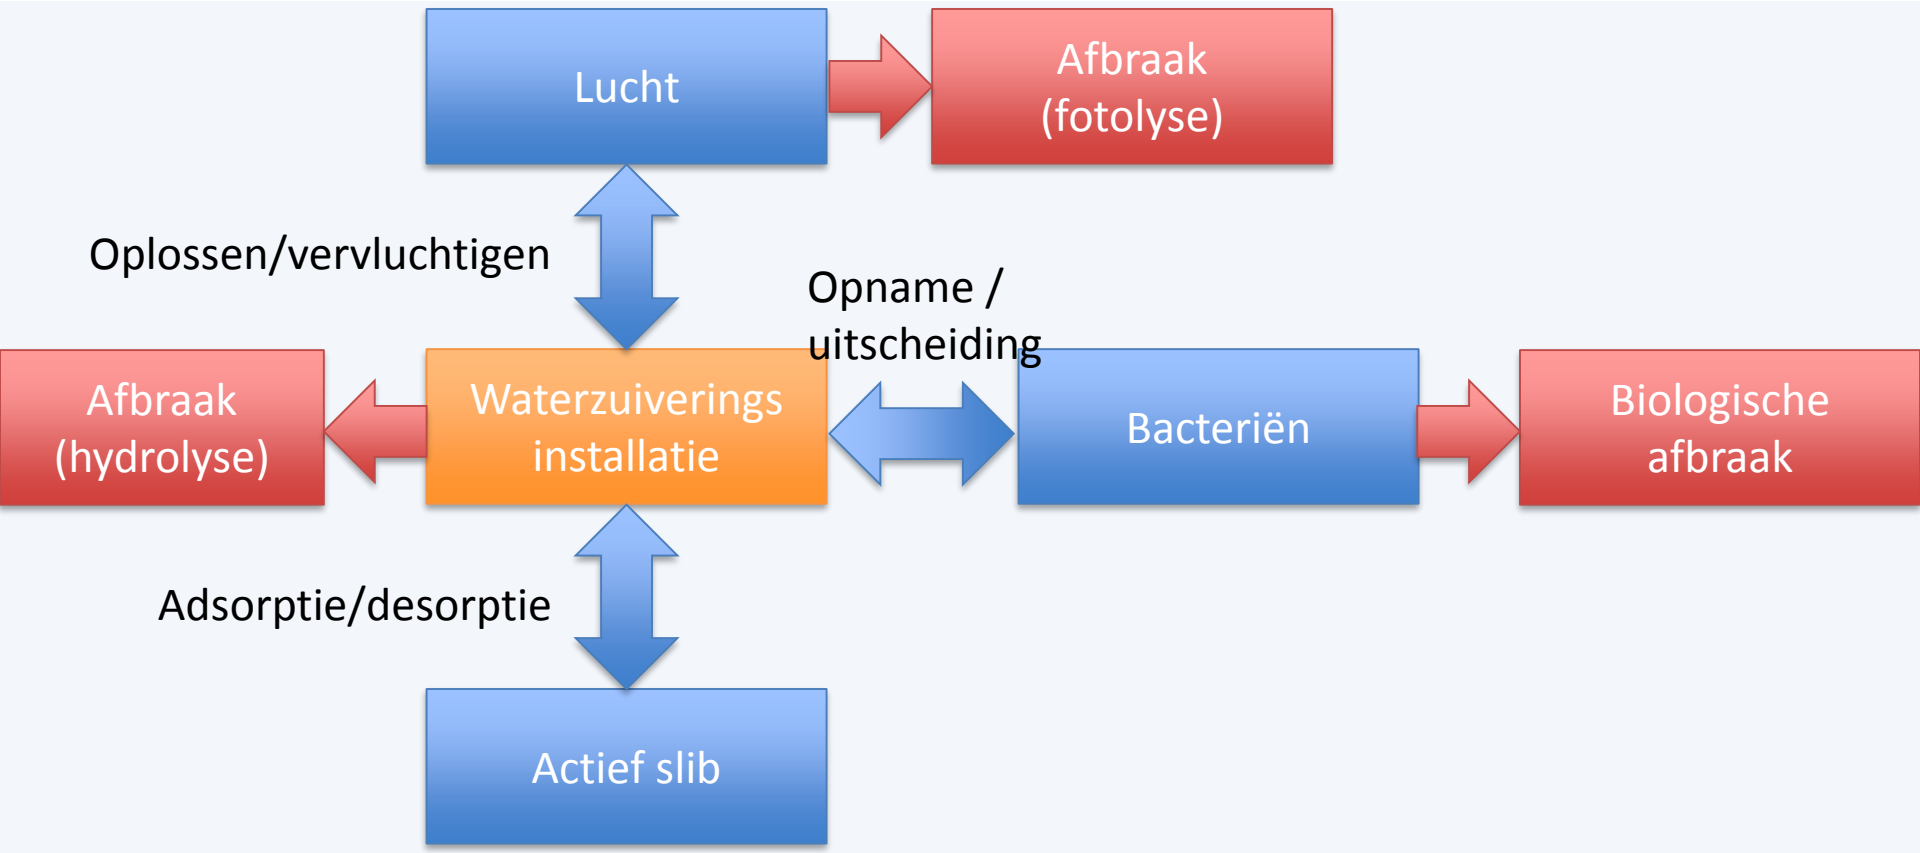 Lucht
Afbraak
(fotolyse)
Oplossen/vervluchtigen
Opname /
uitscheiding
Afbraak
(hydrolyse)
Waterzuiverings
installatie
Bacteriën
Biologische
afbraak
Adsorptie/desorptie
Actief slib